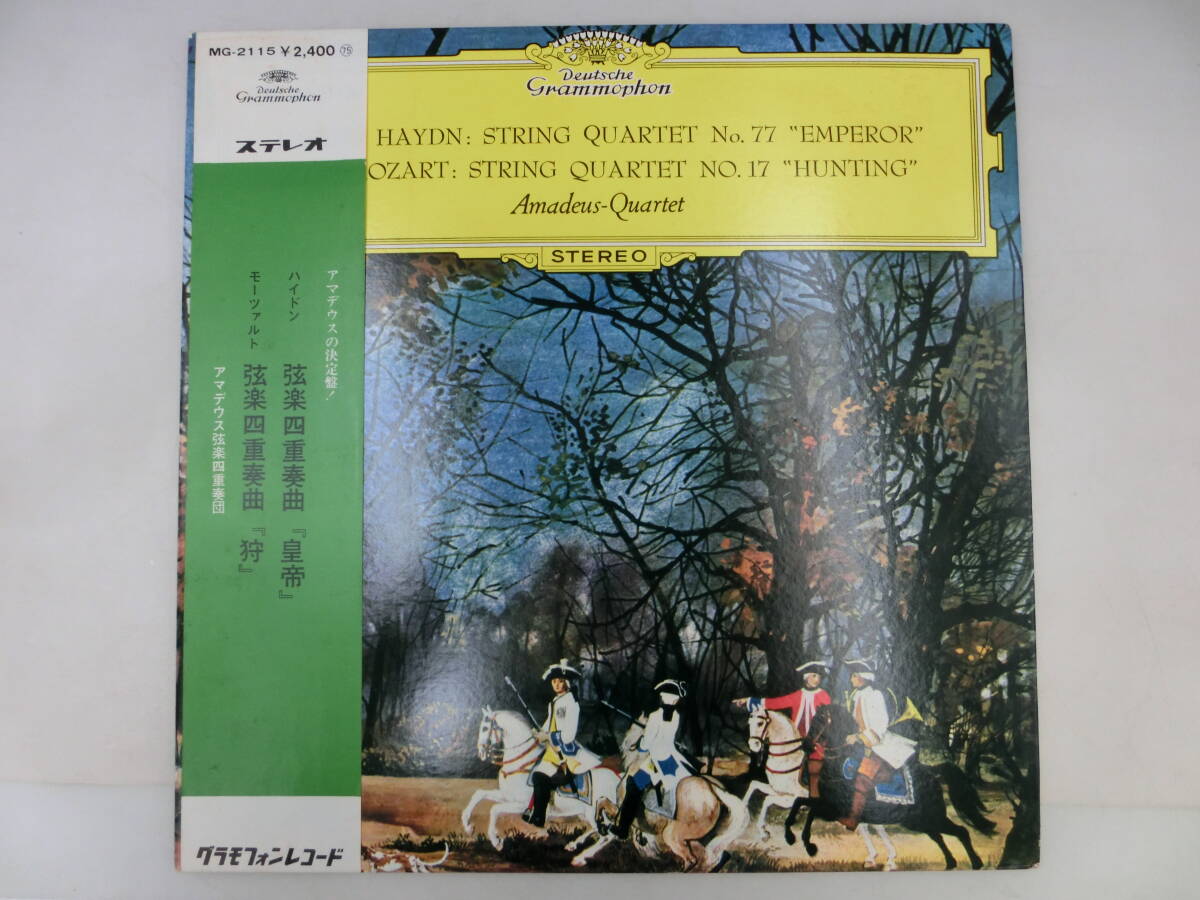 MG-2115 ¥2,400 ㊄
Deutsche
Grammophon
ステレオ
アマデウスの決定盤!
ハイドン 弦楽四重奏曲『皇帝』
モーツァルト 弦楽四重奏曲『狩』
アマデウス弦楽四重奏団
グラモフォンレコード
Deutsche
Grammophon
HAYDN: STRING QUARTET No. 77 "EMPEROR"
OZART: STRING QUARTET NO. 17 "HUNTING"
Amadeus-Quartet
STEREO